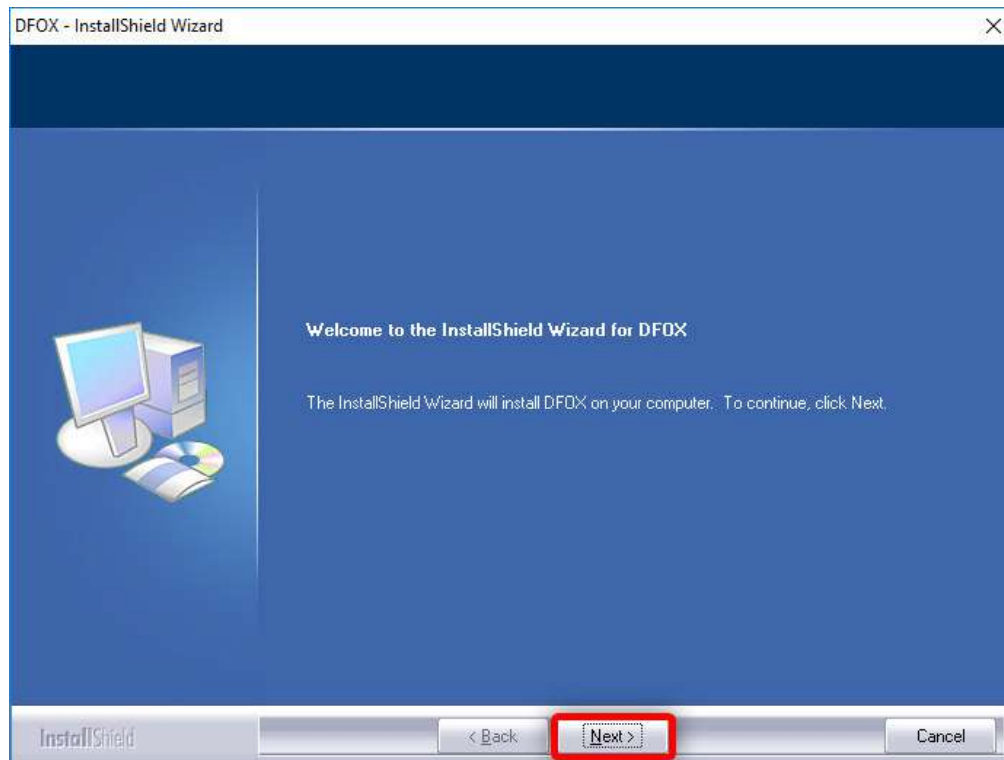 DFOX - InstallShield Wizard
Welcome to the InstallShield Wizard for DFOX
The InstallShield Wizard will install DFOX on your computer. To continue, click Next.
InstallShield
< Back
Next >
Cancel